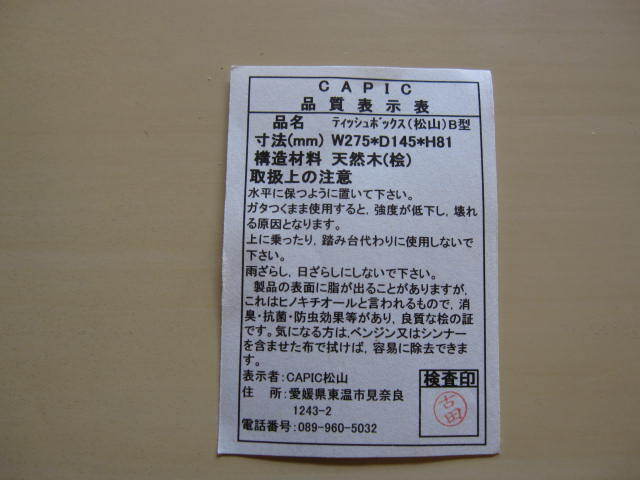 CAPIC
品質表示表
品名 ティッシュボックス(松山)B型
寸法(mm) W275*D145*H81
構造材料 天然木(桧)
取扱上の注意
水平に保つように置いて下さい。
ガタつくまま使用すると，強度が低下し，壊れ
る原因となります。
上に乗ったり，踏み台代わりに使用しないで
下さい。
雨ざらし，日ざらしにしないで下さい。
製品の表面に脂が出ることがありますが，
これはヒノキチオールと言われるもので，消
臭・抗菌・防虫効果等があり，良質な桧の証
です。気になる方は，ベンジン又はシンナー
を含ませた布で拭けば，容易に除去できま
す。
表示者：CAPIC松山
住 所：愛媛県東温市見奈良
1243-2
電話番号：089-960-5032
検査印
吉田